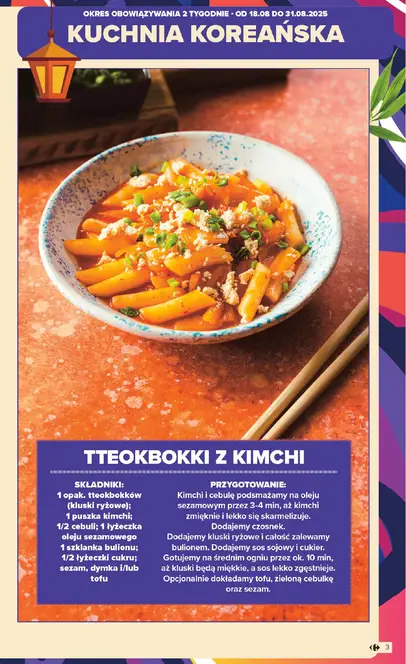 OKRES OBOWIĄZYWANIA 2 TYGODNIE • OD 18.08 DO 31.08.2025
KUCHNIA KOREAŃSKA
TTEOKBOKKI Z KIMCHI
SKŁADNIKI:
1 opak. tteokbokków
(kluski ryżowe);
1 puszka kimchi;
1/2 cebuli; 1 łyżeczka
oleju sezamowego
1 szklanka bulionu;
1/2 łyżeczki cukru;
sezam, dymka i/lub
tofu
PRZYGOTOWANIE:
Kimchi i cebulę podsmażamy na oleju
sezamowym przez 3-4 min, aż kimchi
zmięknie i lekko się skarmelizuje.
Dodajemy czosnek.
Dodajemy kluski ryżowe i całość zalewamy
bulionem. Dodajemy sos sojowy i cukier.
Gotujemy na średnim ogniu przez ok. 10 min,
aż kluski będą miękkie, a sos lekko zgęstnieje.
Opcjonalnie dokładamy tofu, zieloną cebulkę
oraz sezam.
3